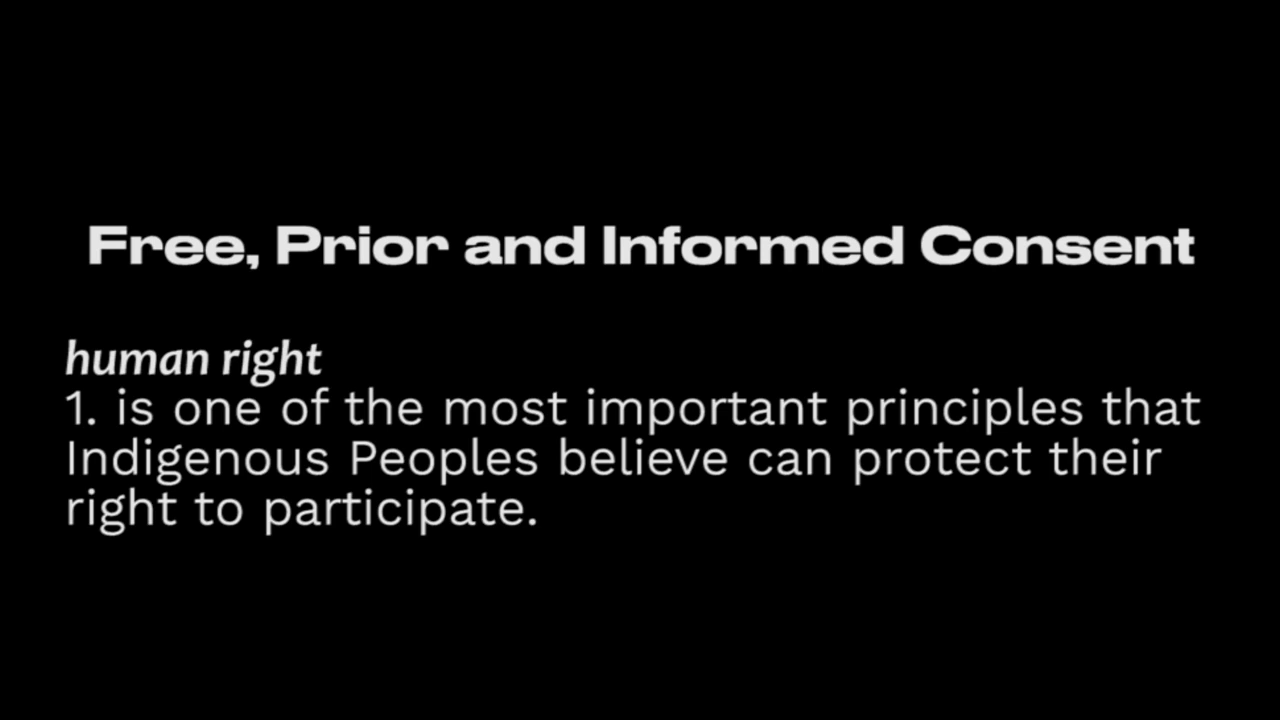 Free, Prior and Informed Consent
human right
1. is one of the most important principles that
Indigenous Peoples believe can protect their
right to participate.